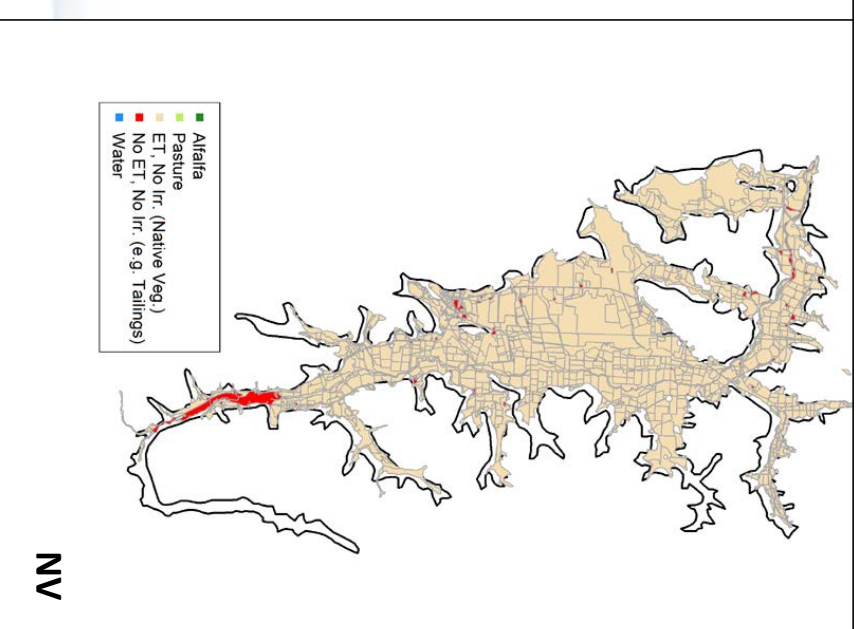 Alfalfa
Pasture
ET, No Irr. (Native Veg.)
No ET, No Irr. (e.g. Tailings)
Water
NV